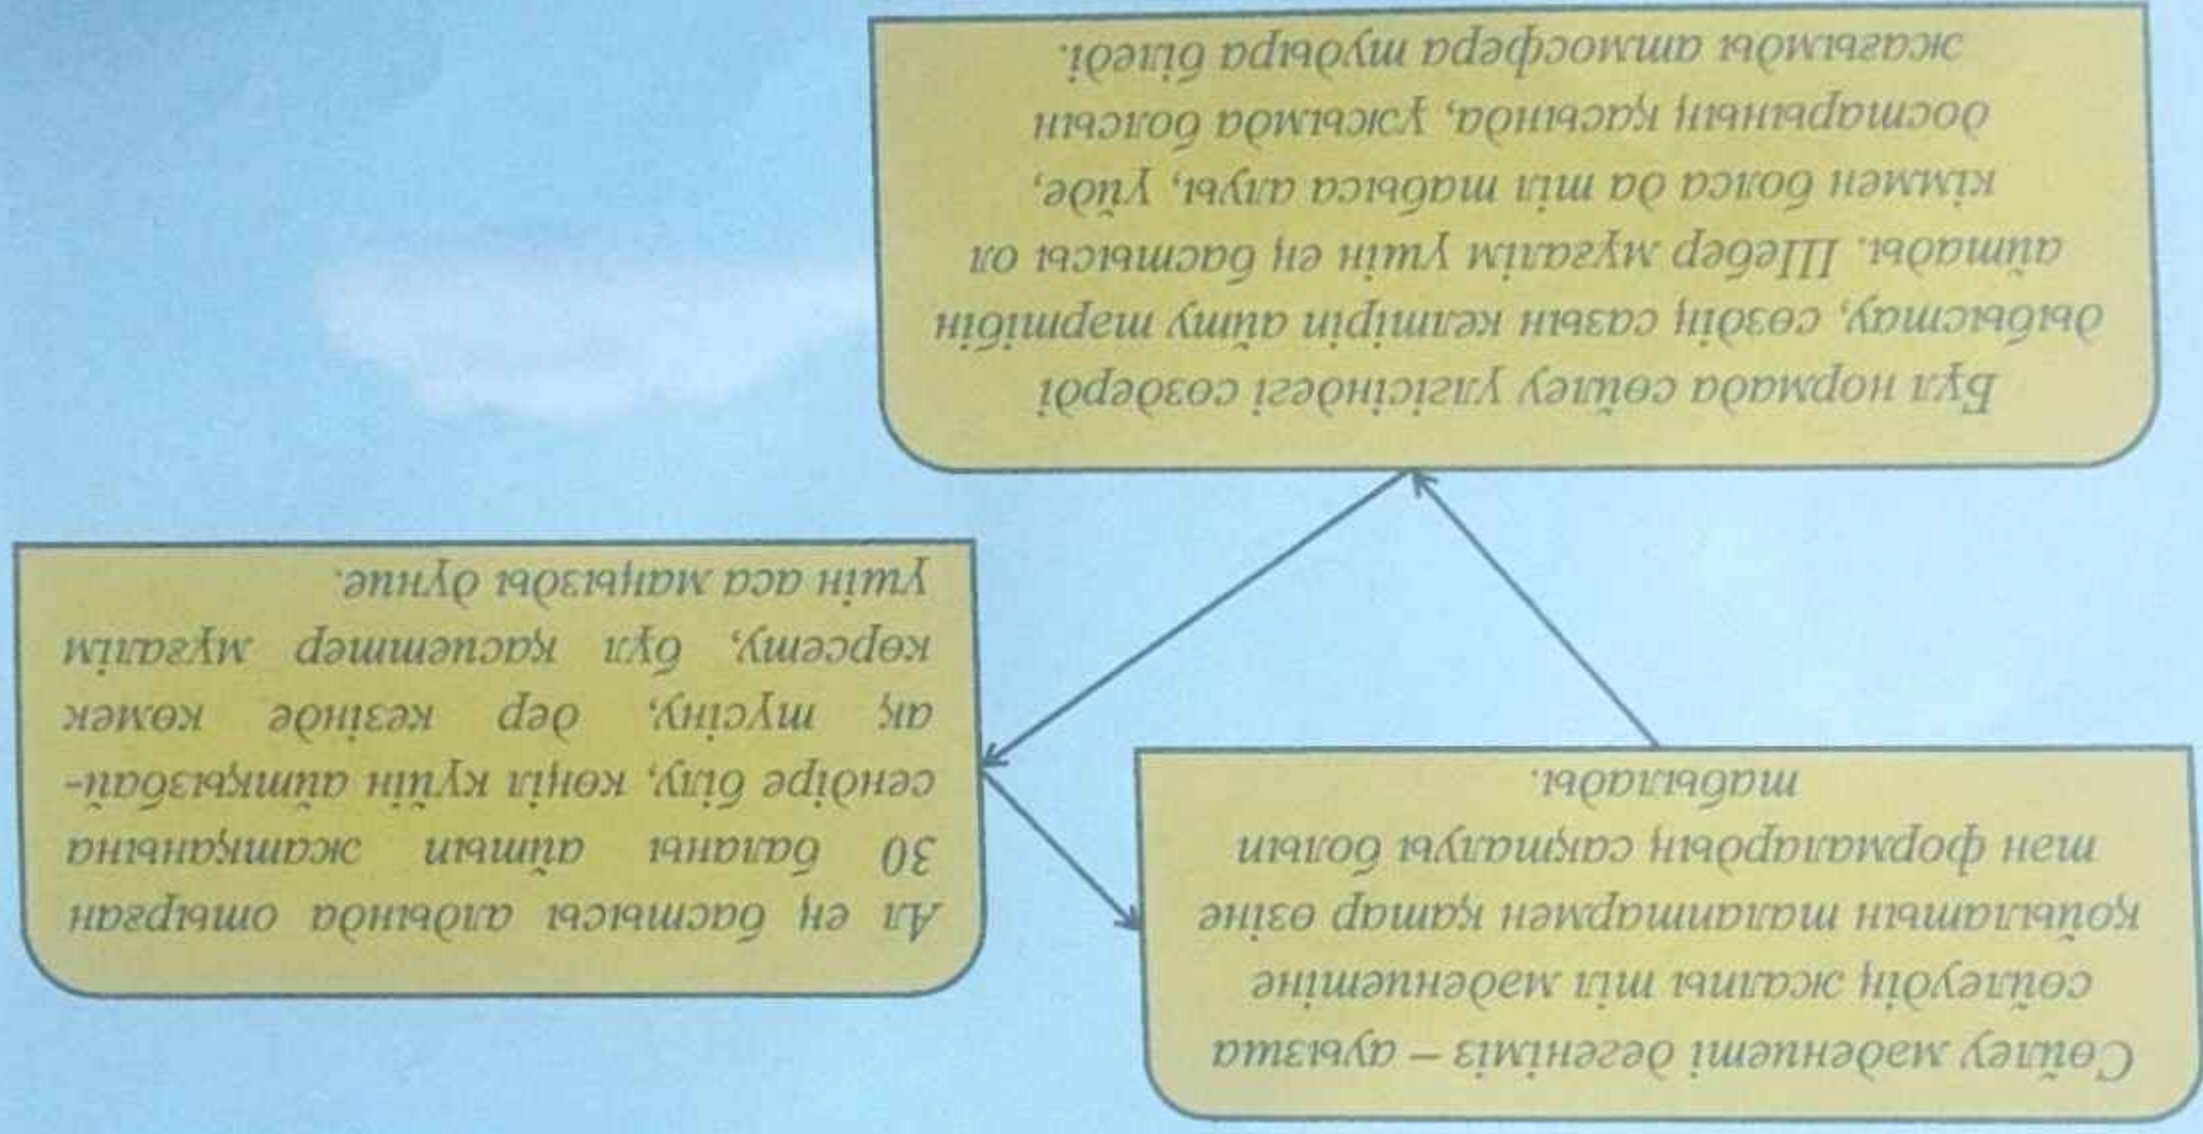 Сөйлеу мәдениеті дегеніміз – ауызша
сөйлеудің жалпы тіл мәдениетіне
қойылатын талаптармен қатар өзіне
тән формалардың сақталуы болып
табылады.
Ал ең бастысы алдында отырған
30 баланы айтып жатқанына
сендіре білу, көңіл күйін айтқызбай-
ақ түсіну, дер кезінде көмек
көрсету, бұл қасиеттер мұғалім
үшін аса маңызды дүние.
Бұл нормада сөйлеу үлгісіндегі сөздерді
дыбыстау, сөздің сазын келтіріп айту тәртібін
айтады. Шебер мұғалім үшін ең бастысы ол
кіммен болса да тіл табыса алуы, үйде,
достарының қасында, ұжымда болсын
жағымды атмосфера тудыра біледі.